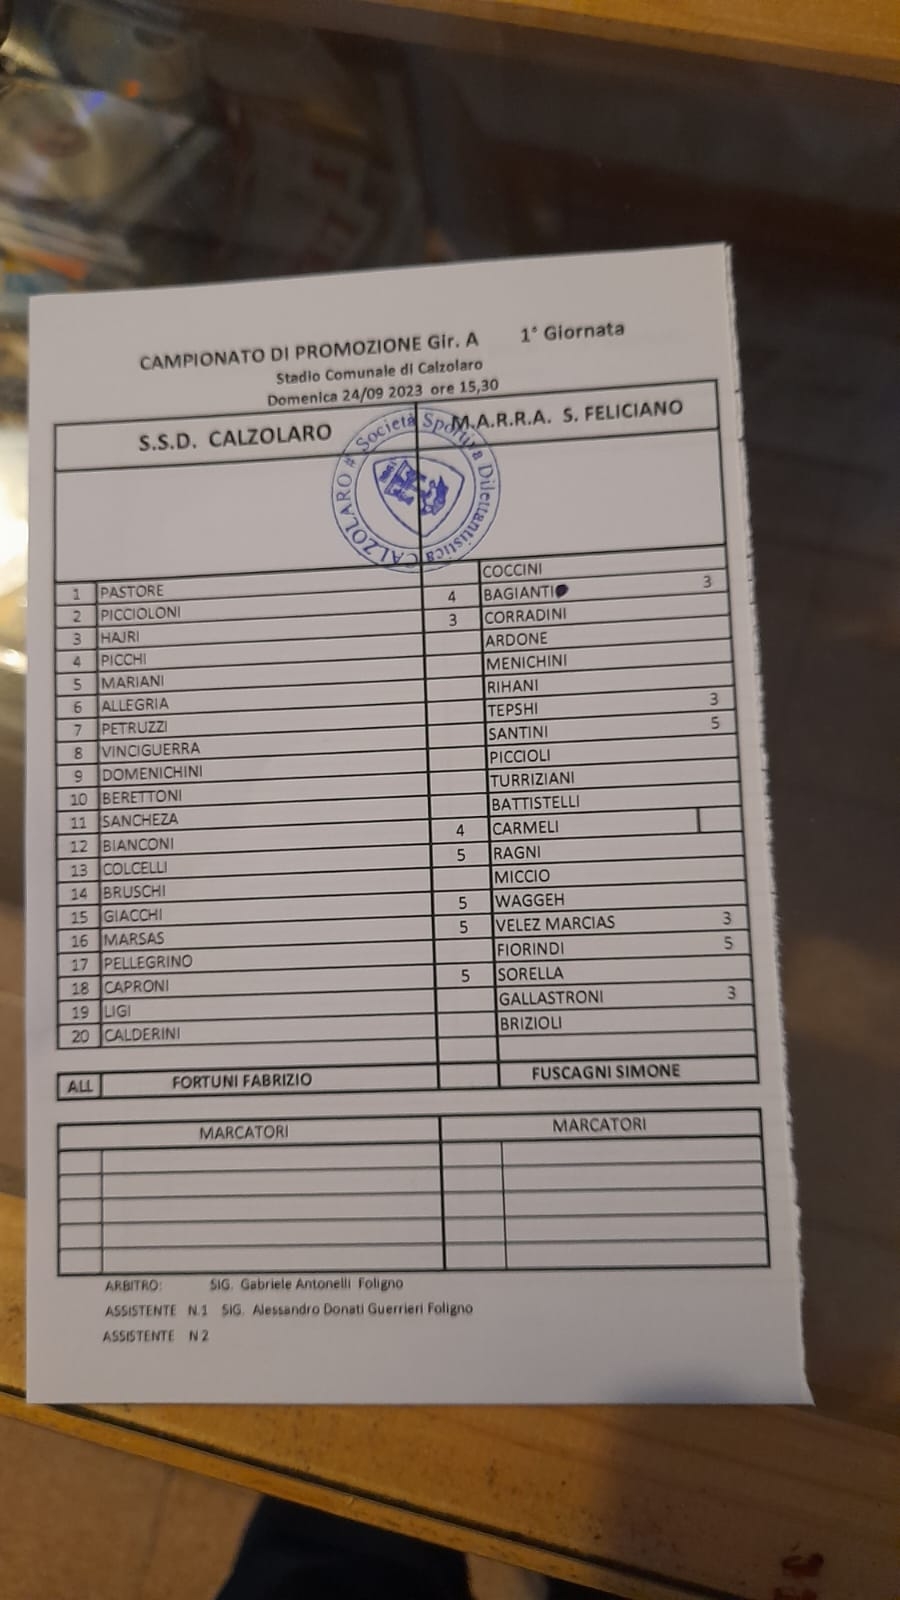 CAMPIONATO DI PROMOZIONE Gir. A 1° Giornata
Stadio Comunale di Calzolaro
Domenica 24/09 2023 ore 15,30
S.S.D. CALZOLARO M.A.R.R.A. S. FELICIANO
Società Sportiva Dilettantistica CALZOLARO
1 PASTORE COCCINI
2 PICCIOLONI 4 BAGIANTI 3
3 HAJRI 3 CORRADINI
4 PICCHI ARDONE
5 MARIANI MENICHINI
6 ALLEGRIA RIHANI
7 PETRUZZI TEPSHI 3
8 VINCIGUERRA SANTINI 5
9 DOMENICHINI PICCIOLI
10 BERETTONI TURRIZIANI
11 SANCHEZA BATTISTELLI
12 BIANCONI 4 CARMELI
13 COLCELLI 5 RAGNI
14 BRUSCHI MICCIO
15 GIACCHI 5 WAGGEH
16 MARSAS 5 VELEZ MARCIAS 3
17 PELLEGRINO FIORINDI 5
18 CAPRONI 5 SORELLA
19 LIGI GALLASTRONI 3
20 CALDERINI BRIZIOLI
ALL FORTUNI FABRIZIO FUSCAGNI SIMONE
MARCATORI MARCATORI
ARBITRO: SIG. Gabriele Antonelli Foligno
ASSISTENTE N.1 SIG. Alessandro Donati Guerrieri Foligno
ASSISTENTE N 2